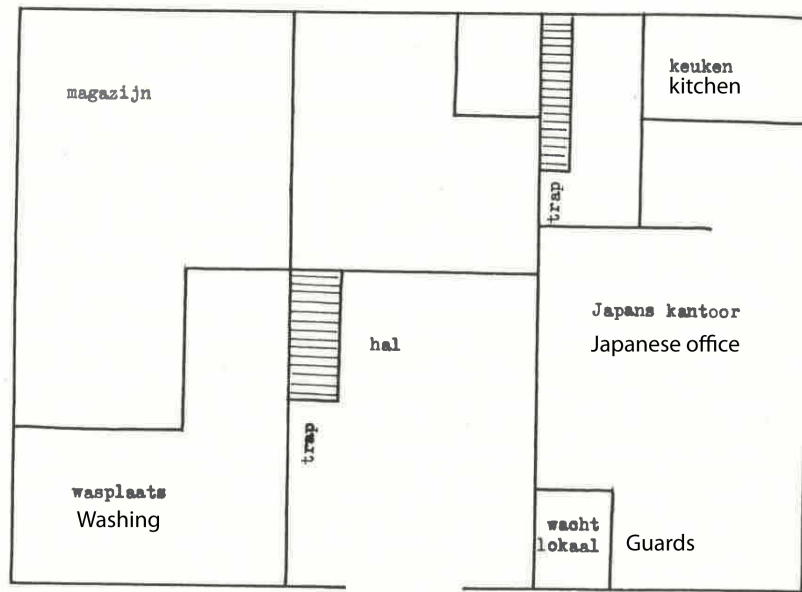 magazijn
keuken
kitchen
trap
Japans kantoor
Japanese office
hal
trap
wasplaats
Washing
wacht
lokaal
Guards